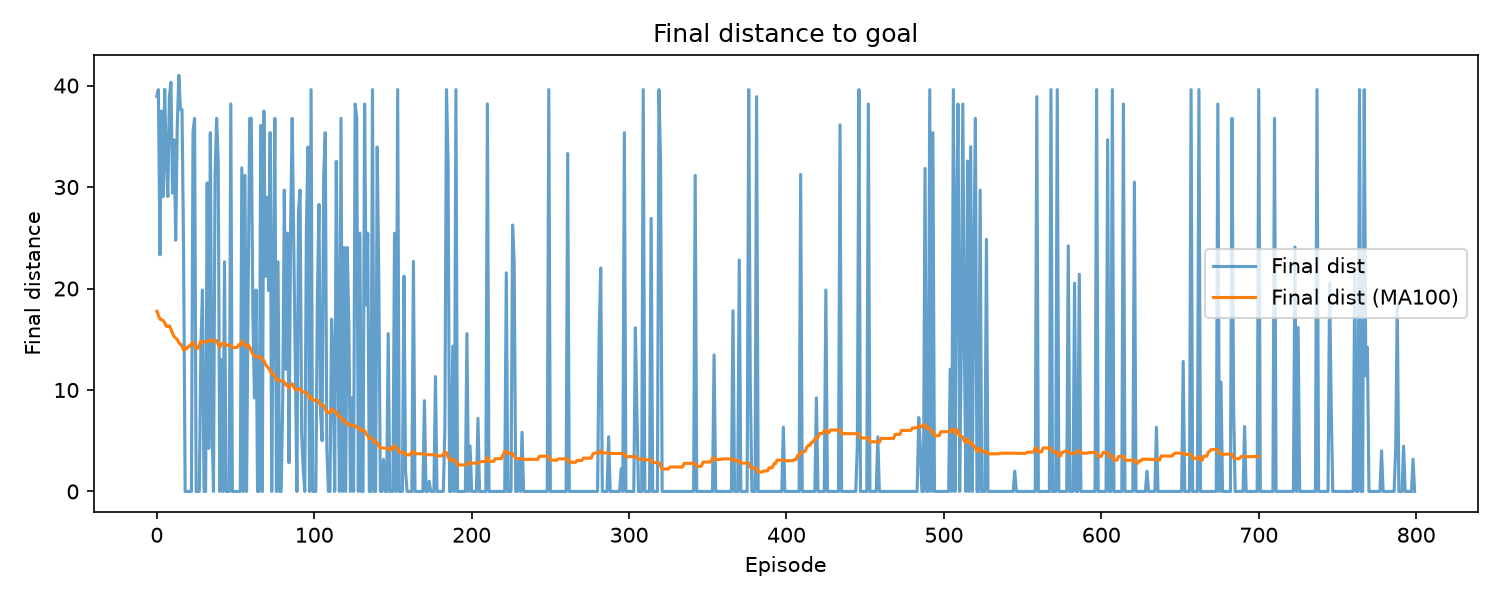 Final distance to goal
Final distance
40
30
20
10
0
Final dist
Final dist (MA100)
0 100 200 300 400 500 600 700 800
Episode